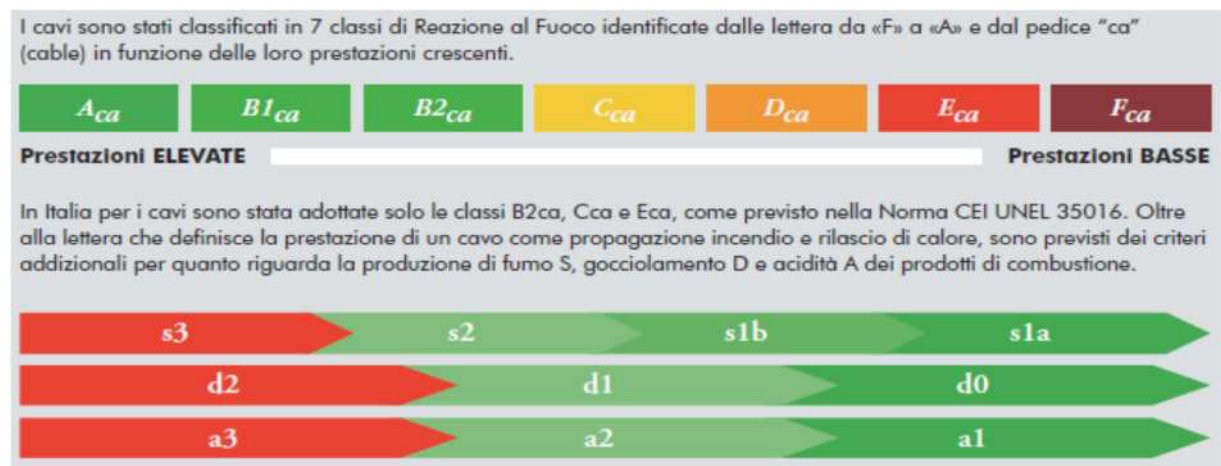 I cavi sono stati classificati in 7 classi di Reazione al Fuoco identificate dalle lettera da «F» a «A» e dal pedice “ca”
(cable) in funzione delle loro prestazioni crescenti.
Aca B1ca B2ca Cca Dca Eca Fca
Prestazioni ELEVATE Prestazioni BASSE
In Italia per i cavi sono stata adottate solo le classi B2ca, Cca e Eca, come previsto nella Norma CEI UNEL 35016. Oltre
alla lettera che definisce la prestazione di un cavo come propagazione incendio e rilascio di calore, sono previsti dei criteri
addizionali per quanto riguarda la produzione di fumo S, gocciolamento D e acidità A dei prodotti di combustione.
s3 s2 s1b s1a
d2 d1 d0
a3 a2 a1